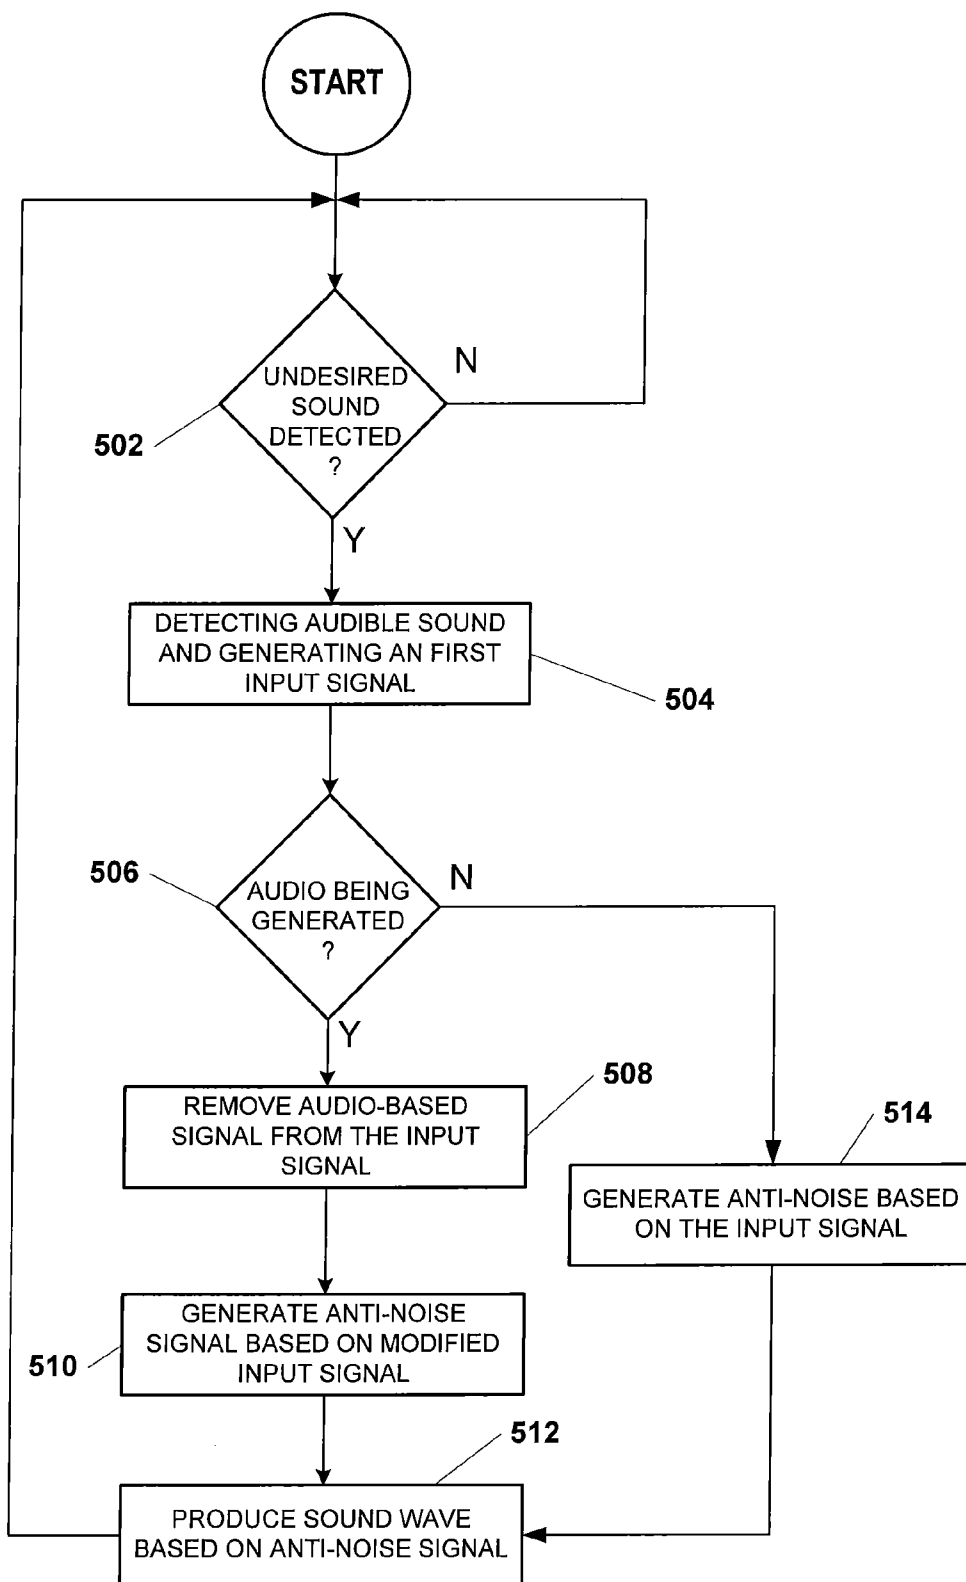 START
UNDESIRED
SOUND
DETECTED
?
N
502
Y
DETECTING AUDIBLE SOUND
AND GENERATING AN FIRST
INPUT SIGNAL
504
506
AUDIO BEING
GENERATED
?
N
Y
508
REMOVE AUDIO-BASED
SIGNAL FROM THE INPUT
SIGNAL
514
GENERATE ANTI-NOISE BASED
ON THE INPUT SIGNAL
GENERATE ANTI-NOISE
SIGNAL BASED ON MODIFIED
INPUT SIGNAL
510
512
PRODUCE SOUND WAVE
BASED ON ANTI-NOISE SIGNAL